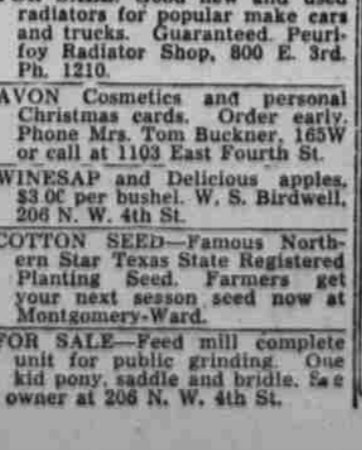 radiators for popular make cars
and trucks. Guaranteed. Peuri-
foy Radiator Shop, 800 E. 3rd.
Ph. 1210.
AVON Cosmetics and personal
Christmas cards. Order early.
Phone Mrs. Tom Buckner, 165W
or call at 1103 East Fourth St.
WINESAP and Delicious apples,
$3.00 per bushel. W. S. Birdwell,
206 N. W. 4th St.
COTTON SEED—Famous North-
ern Star Texas State Registered
Planting Seed. Farmers get
your next season seed now at
Montgomery-Ward.
FOR SALE—Feed mill complete
unit for public grinding. One
kid pony, saddle and bridle. See
owner at 206 N. W. 4th St.